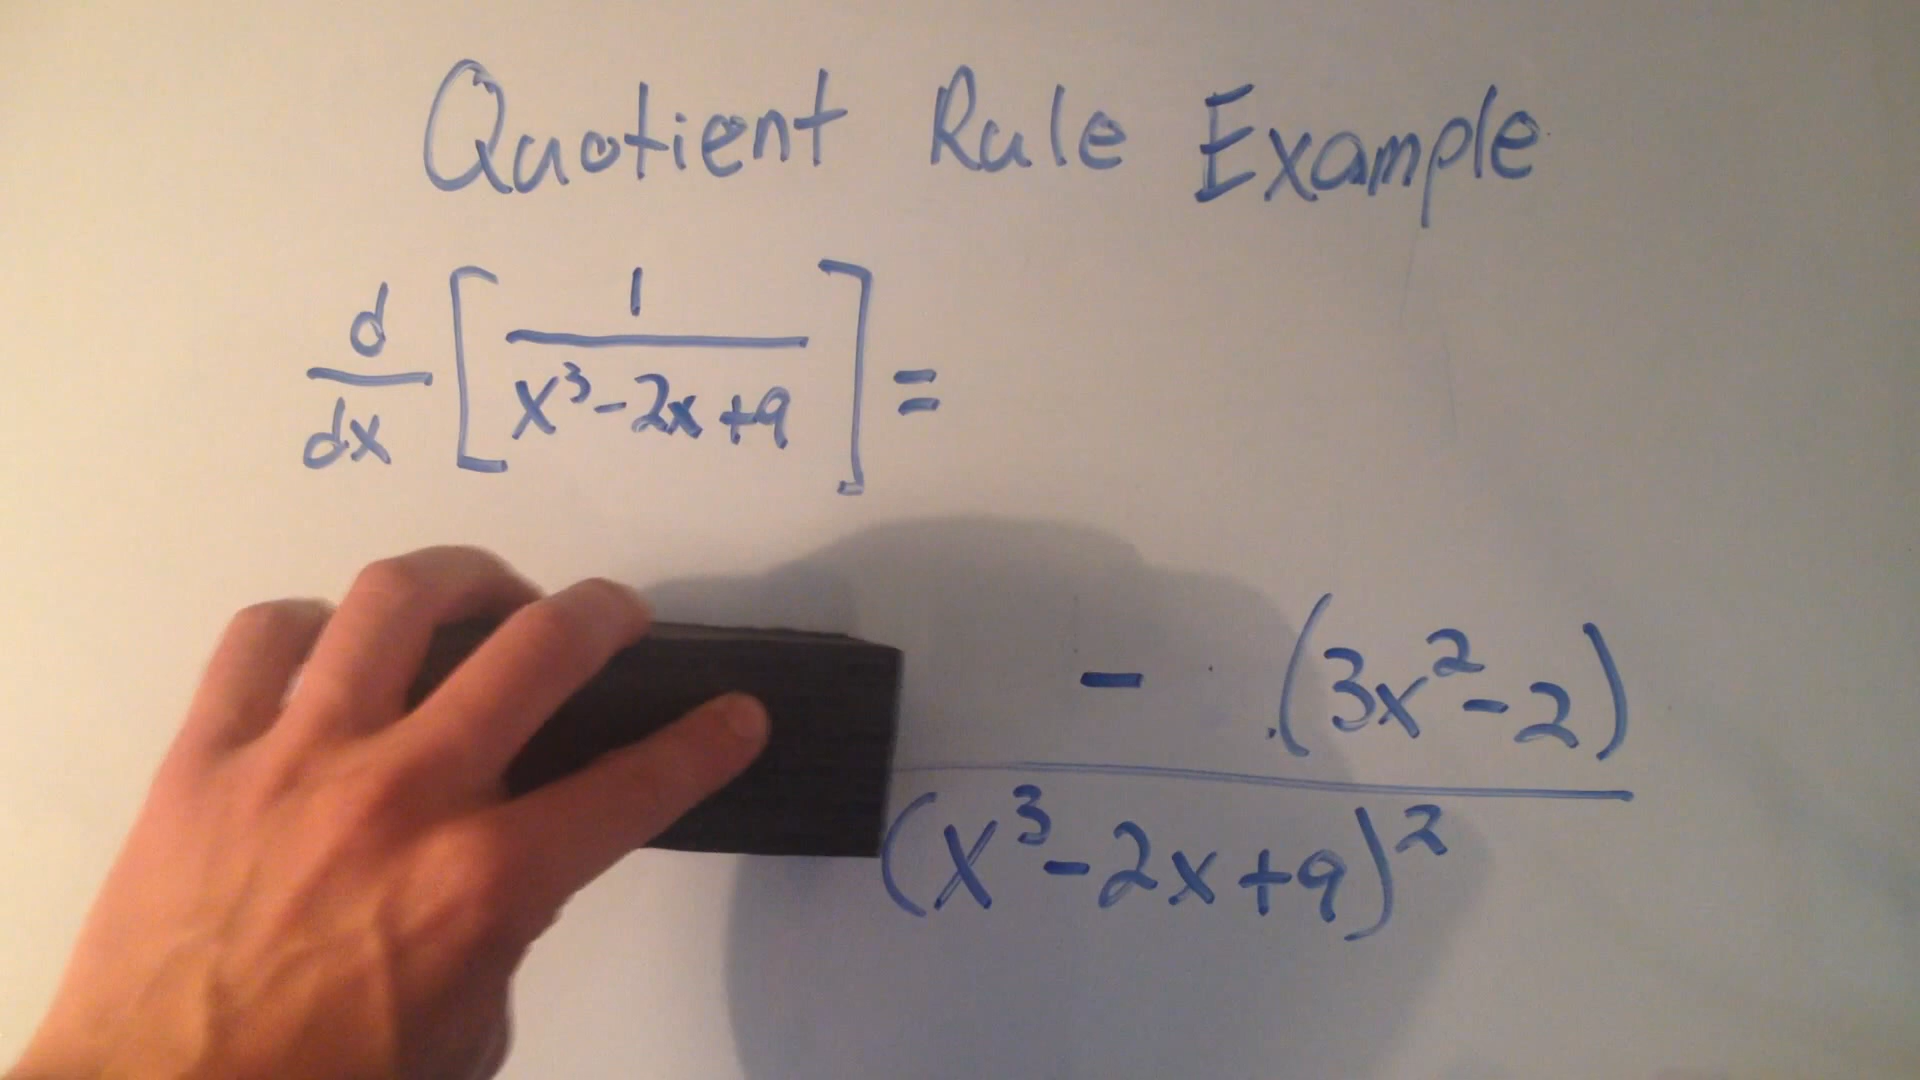 Quotient Rule Example
d/dx [ 1/(x³-2x+9) ] =
- (3x²-2)
(x³-2x+9)²